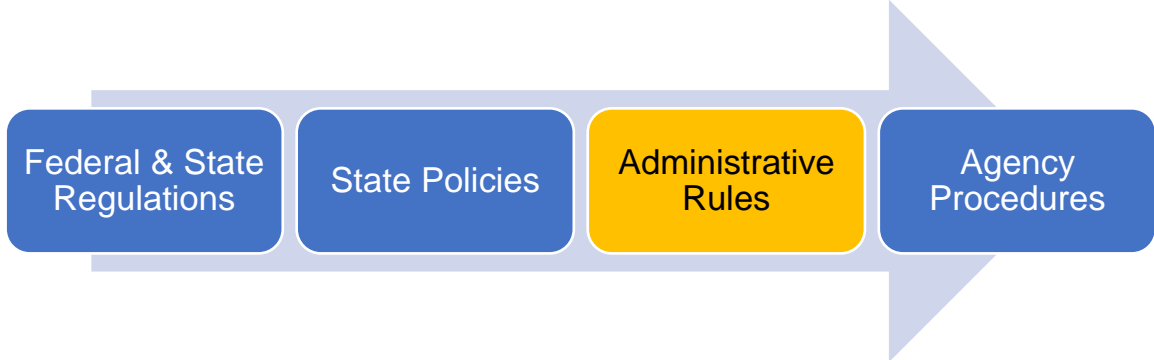 Federal & State
Regulations
State Policies
Administrative
Rules
Agency
Procedures